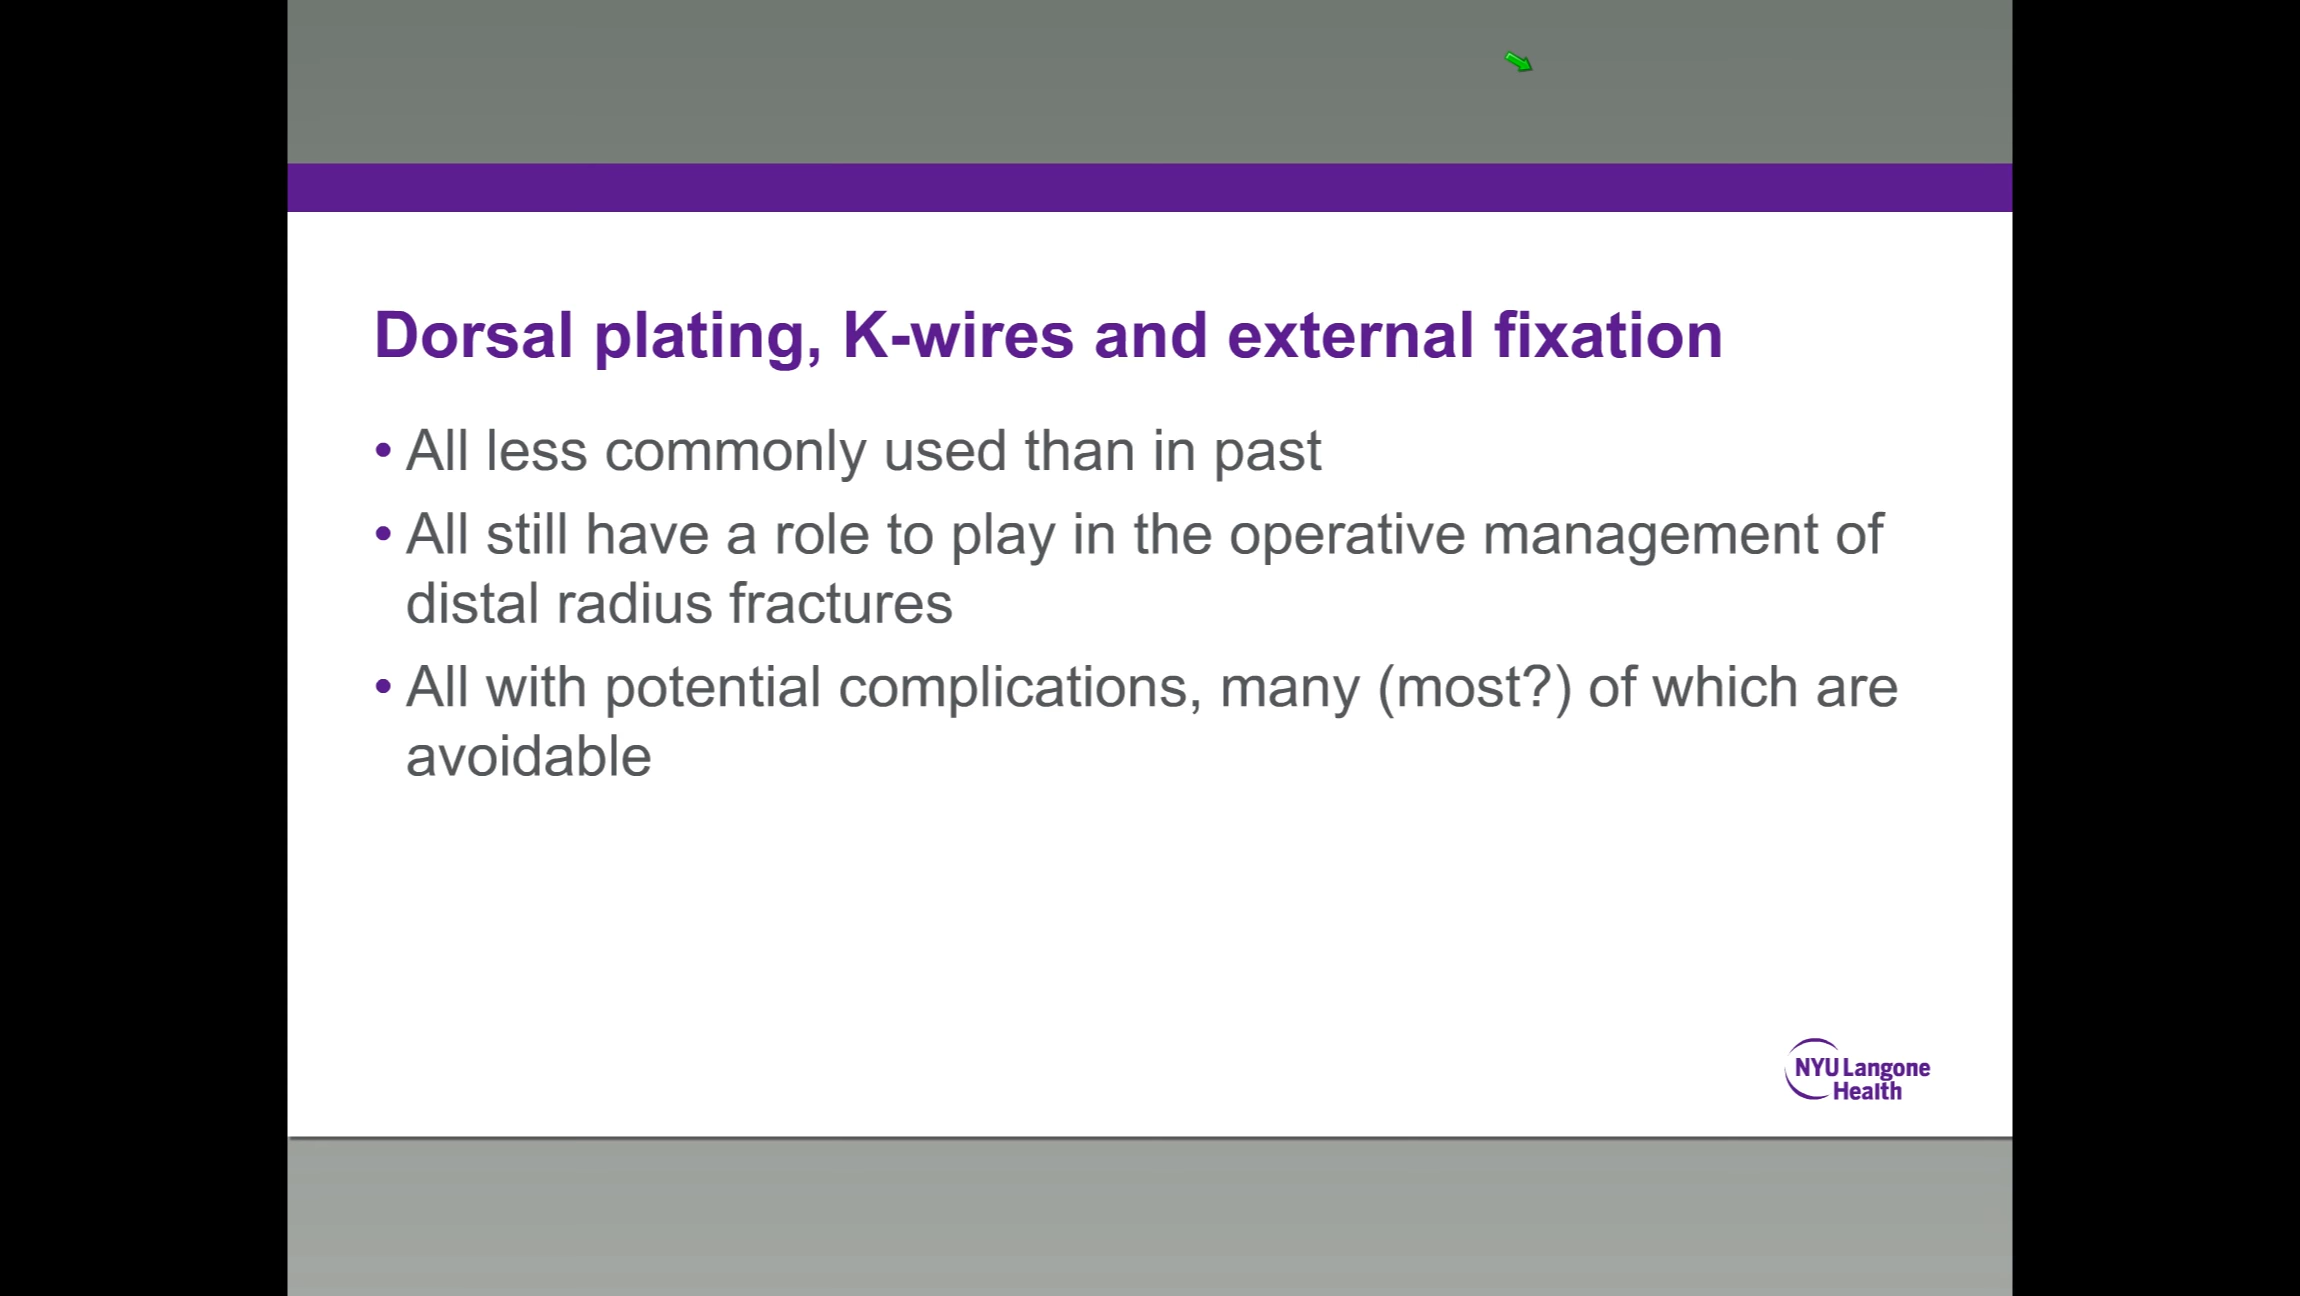 Dorsal plating, K-wires and external fixation
• All less commonly used than in past
• All still have a role to play in the operative management of
distal radius fractures
• All with potential complications, many (most?) of which are
avoidable
NYU Langone
Health